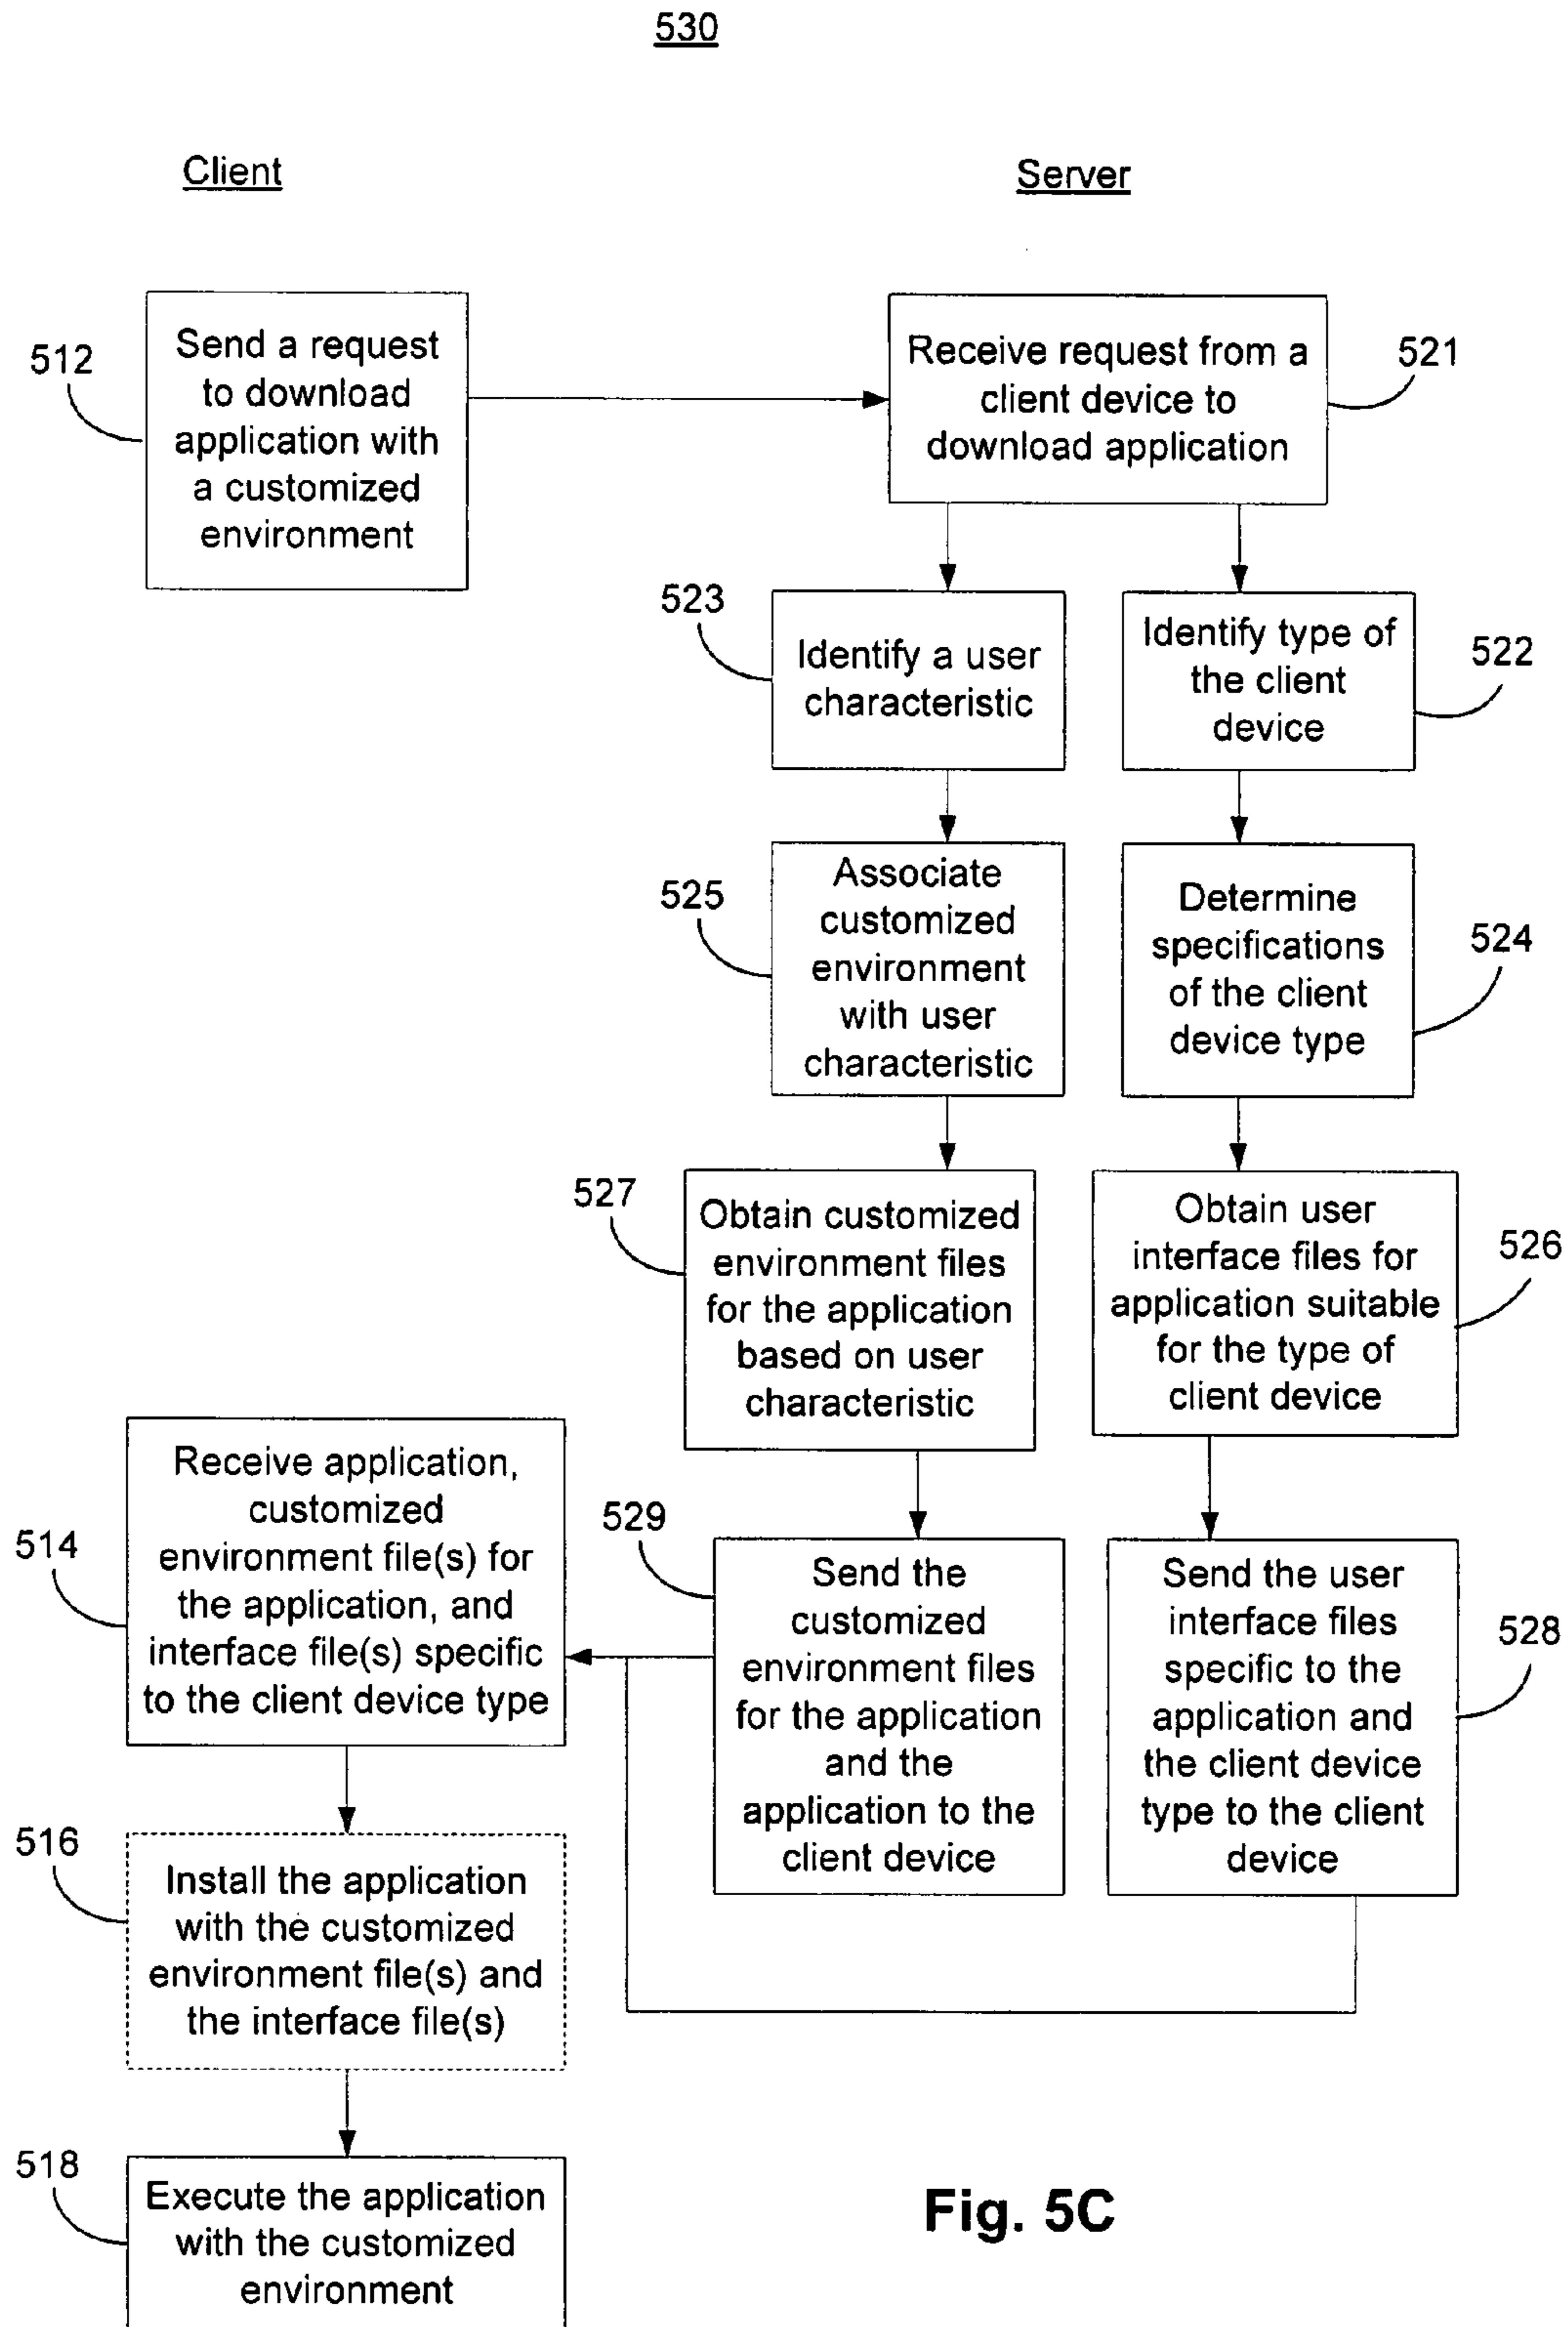 530
Client
Server
512
Send a request
to download
application with
a customized
environment
Receive request from a
client device to
download application
521
523
Identify a user
characteristic
Identify type of
the client
device
522
525
Associate
customized
environment
with user
characteristic
Determine
specifications
of the client
device type
524
527
Obtain customized
environment files
for the application
based on user
characteristic
Obtain user
interface files for
application suitable
for the type of
client device
526
514
Receive application,
customized
environment file(s) for
the application, and
interface file(s) specific
to the client device type
529
Send the
customized
environment files
for the application
and the
application to the
client device
Send the user
interface files
specific to the
application and
the client device
type to the client
device
528
516
Install the application
with the customized
environment file(s) and
the interface file(s)
518
Execute the application
with the customized
environment
Fig. 5C